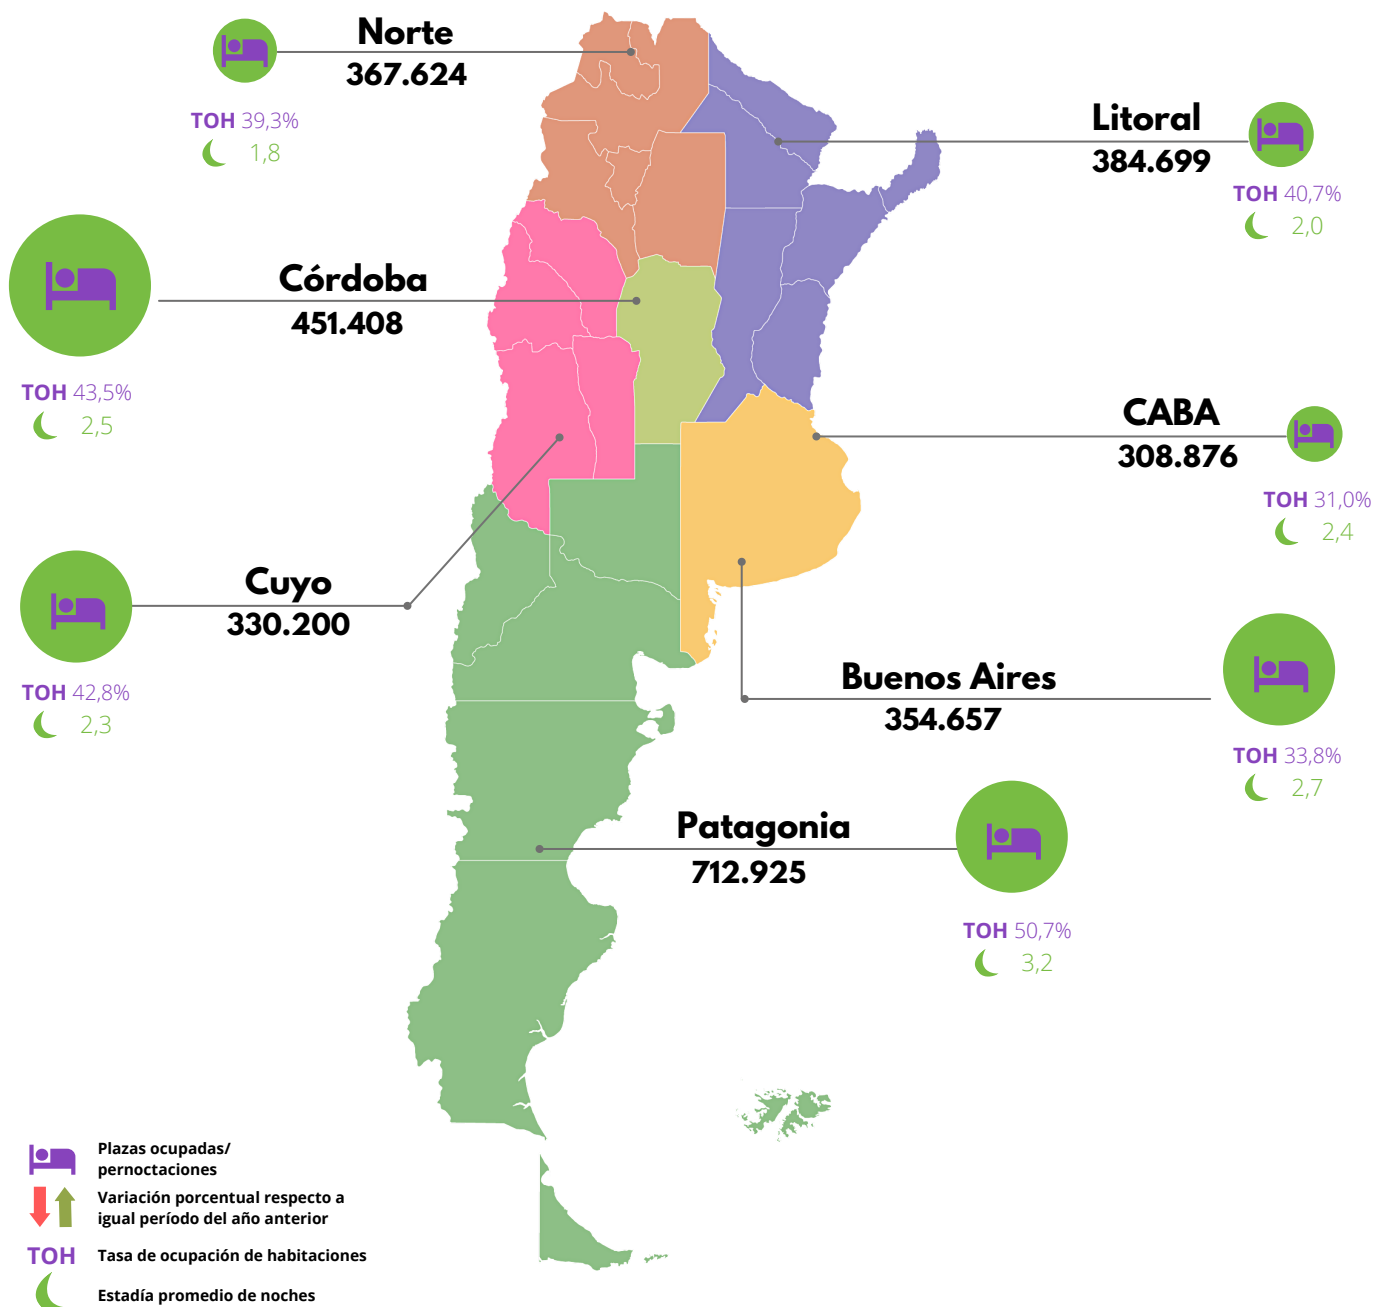 Norte
367.624
TOH 39,3%
1,8
Litoral
384.699
TOH 40,7%
2,0
Córdoba
451.408
TOH 43,5%
2,5
CABA
308.876
TOH 31,0%
2,4
Cuyo
330.200
TOH 42,8%
2,3
Buenos Aires
354.657
TOH 33,8%
2,7
Patagonia
712.925
TOH 50,7%
3,2
Plazas ocupadas/
pernoctaciones
Variación porcentual respecto a
igual período del año anterior
TOH Tasa de ocupación de habitaciones
Estadía promedio de noches